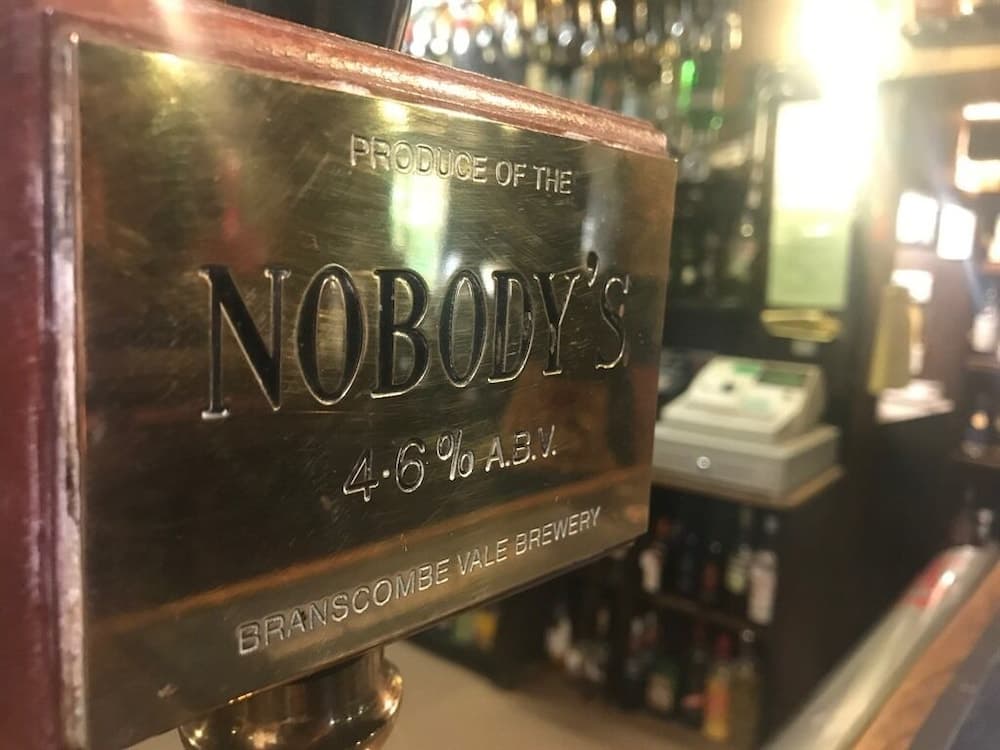 PRODUCE OF THE
NOBODY'S
4·6% A.B.V.
BRANSCOMBE VALE BREWERY